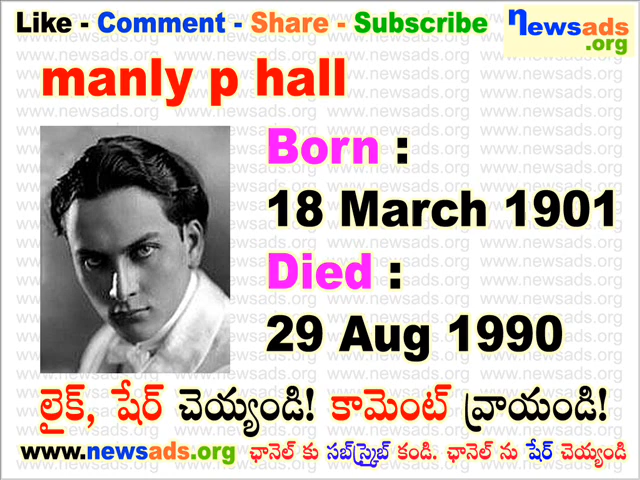 Like - Comment - Share - Subscribe
newsads
.org
manly p hall
Born :
18 March 1901
Died :
29 Aug 1990
లైక్, షేర్ చెయ్యండి! కామెంట్ వ్రాయండి!
www.newsads.org ఛానెల్ కు సబ్‌స్క్రైబ్ కండి. ఛానెల్ ను షేర్ చెయ్యండి